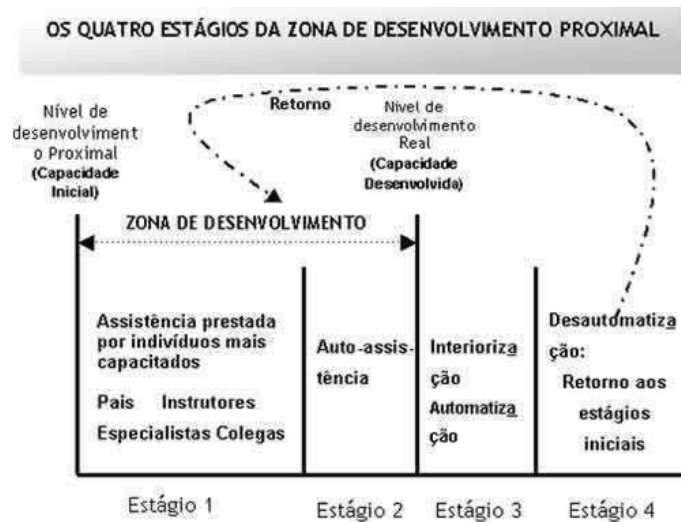 OS QUATRO ESTÁGIOS DA ZONA DE DESENVOLVIMENTO PROXIMAL
Retorno
Nível de
desenvolviment
o Proximal
(Capacidade
Inicial)
Nível de
desenvolvimento
Real
(Capacidade
Desenvolvida)
ZONA DE DESENVOLVIMENTO
Assistência prestada
por indivíduos mais
capacitados
Pais Instrutores
Especialistas Colegas
Auto-assis-
tência
Interioriza
ção
Automatiza
ção
Desautomatiza
ção:
Retorno aos
estágios
iniciais
Estágio 1
Estágio 2
Estágio 3
Estágio 4